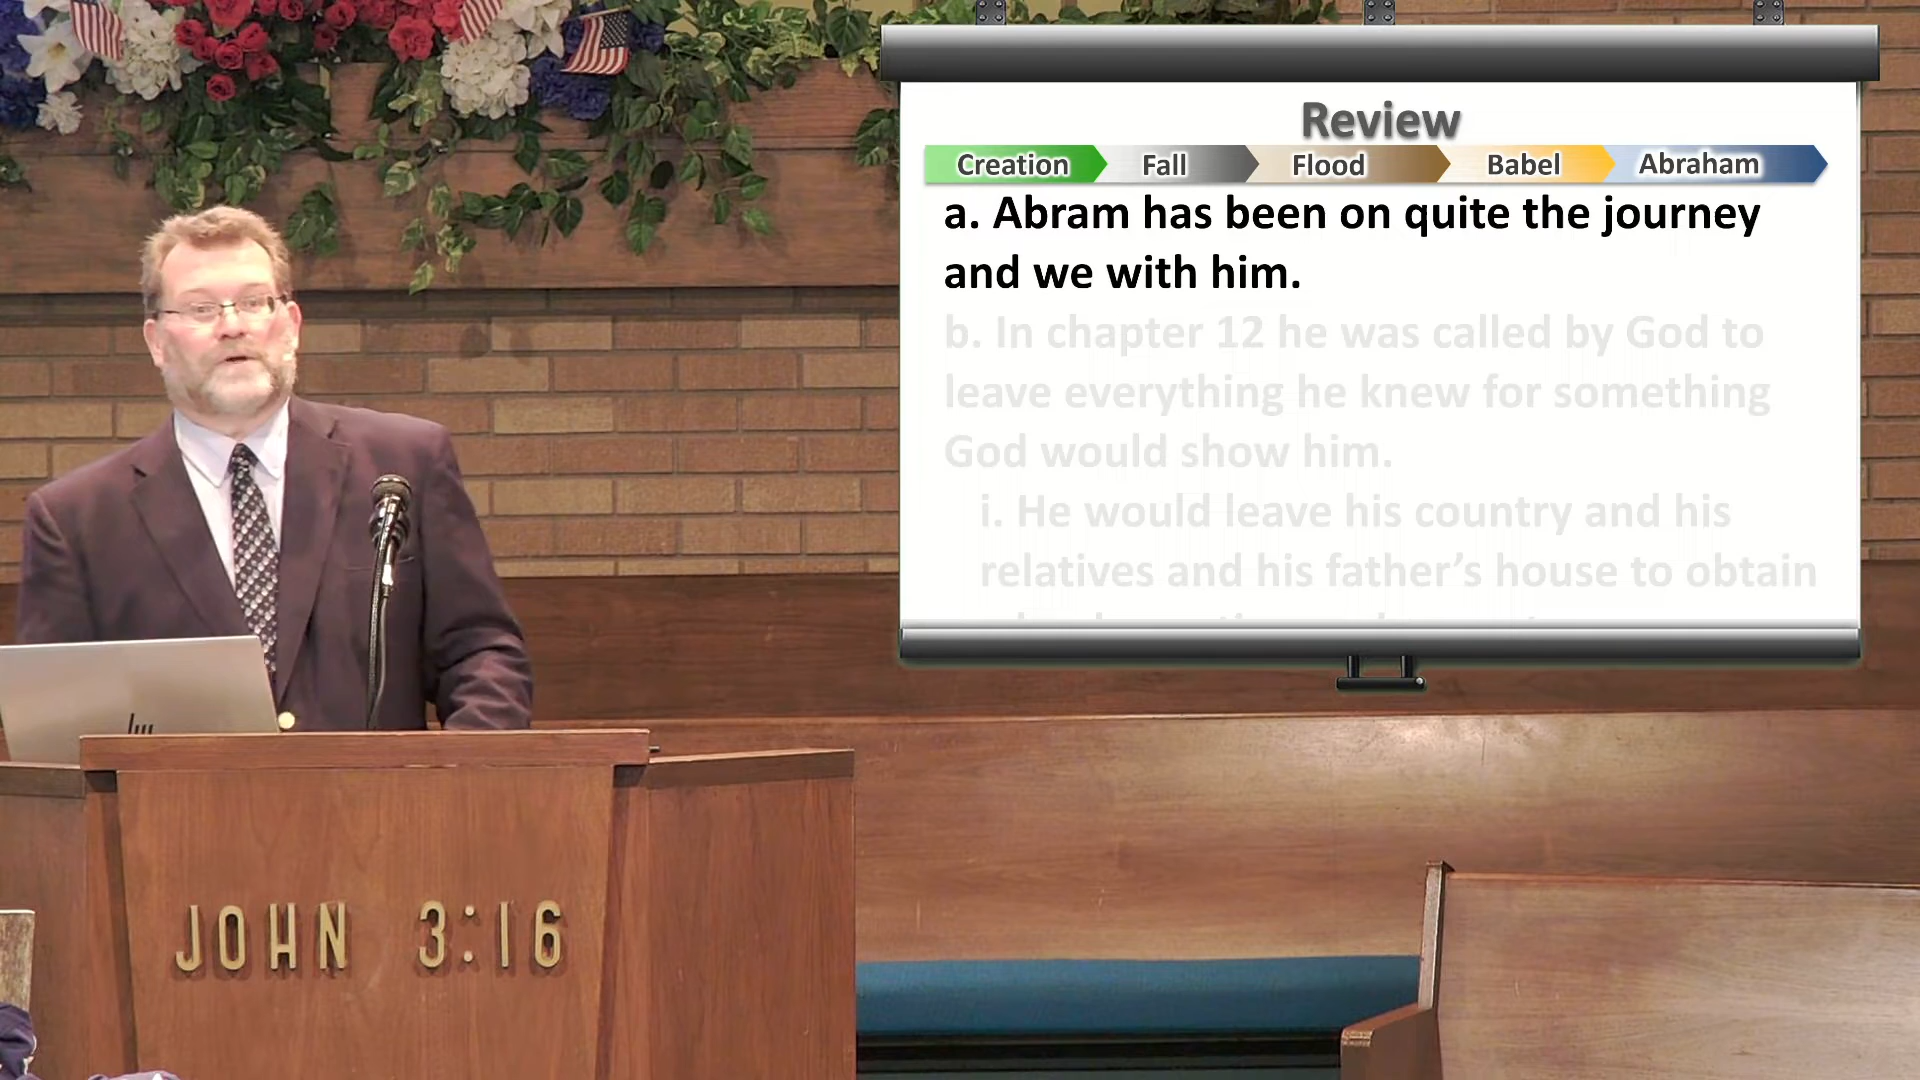 Review
Creation Fall Flood Babel Abraham
a. Abram has been on quite the journey
and we with him.
b. In chapter 12 he was called by God to
leave everything he knew for something
God would show him.
i. He would leave his country and his
relatives and his father's house to obtain
hp
JOHN 3:16